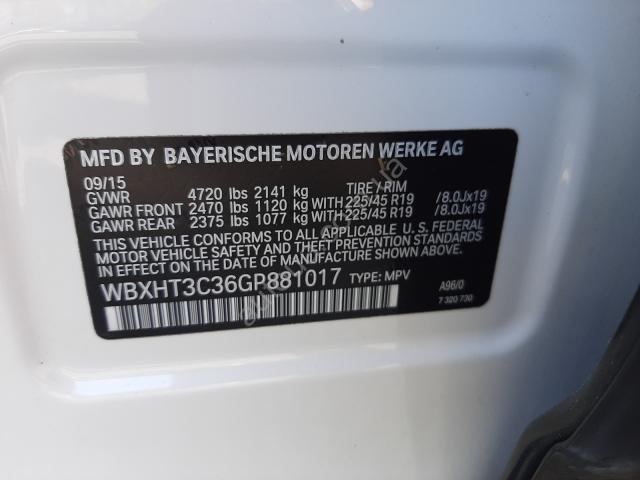 MFD BY BAYERISCHE MOTOREN WERKE AG
09/15 TIRE / RIM
GVWR 4720 lbs 2141 kg
GAWR FRONT 2470 lbs 1120 kg WITH 225/45 R19 /8.0Jx19
GAWR REAR 2375 lbs 1077 kg WITH 225/45 R19 /8.0Jx19
THIS VEHICLE CONFORMS TO ALL APPLICABLE U. S. FEDERAL
MOTOR VEHICLE SAFETY AND THEFT PREVENTION STANDARDS
IN EFFECT ON THE DATE OF MANUFACTURE SHOWN ABOVE.
WBXHT3C36GP881017 TYPE: MPV A96/0
7 320 730